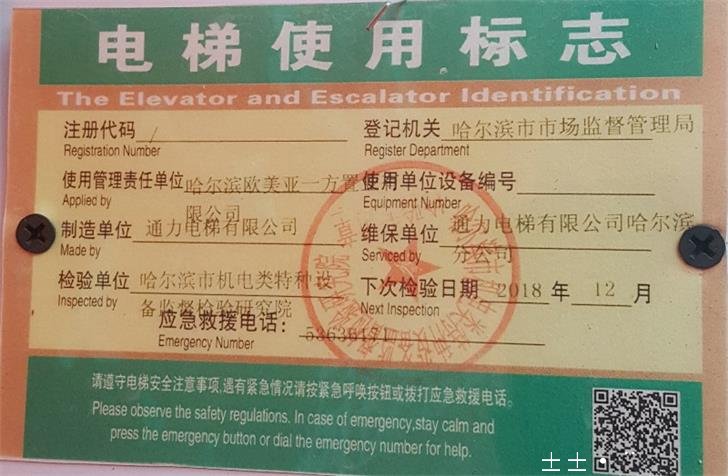 电梯使用标志
The Elevator and Escalator Identification
注册代码 /
Registration Number
登记机关 哈尔滨市市场监督管理局
Register Department
使用管理责任单位 哈尔滨欧美亚一方置
限公司
Applied by
使用单位设备编号
Equipment Number
制造单位 通力电梯有限公司
Made by
维保单位 通力电梯有限公司哈尔滨
分公司
Serviced by
检验单位 哈尔滨市机电类特种设
备监督检验研究院
Inspected by
下次检验日期 2018 年 12 月
Next Inspection
应急救援电话:
Emergency Number
请遵守电梯安全注意事项,遇有紧急情况请按紧急呼唤按钮或拨打应急救援电话。
Please observe the safety regulations. In case of emergency,stay calm and
press the emergency button or dial the emergency number for help.